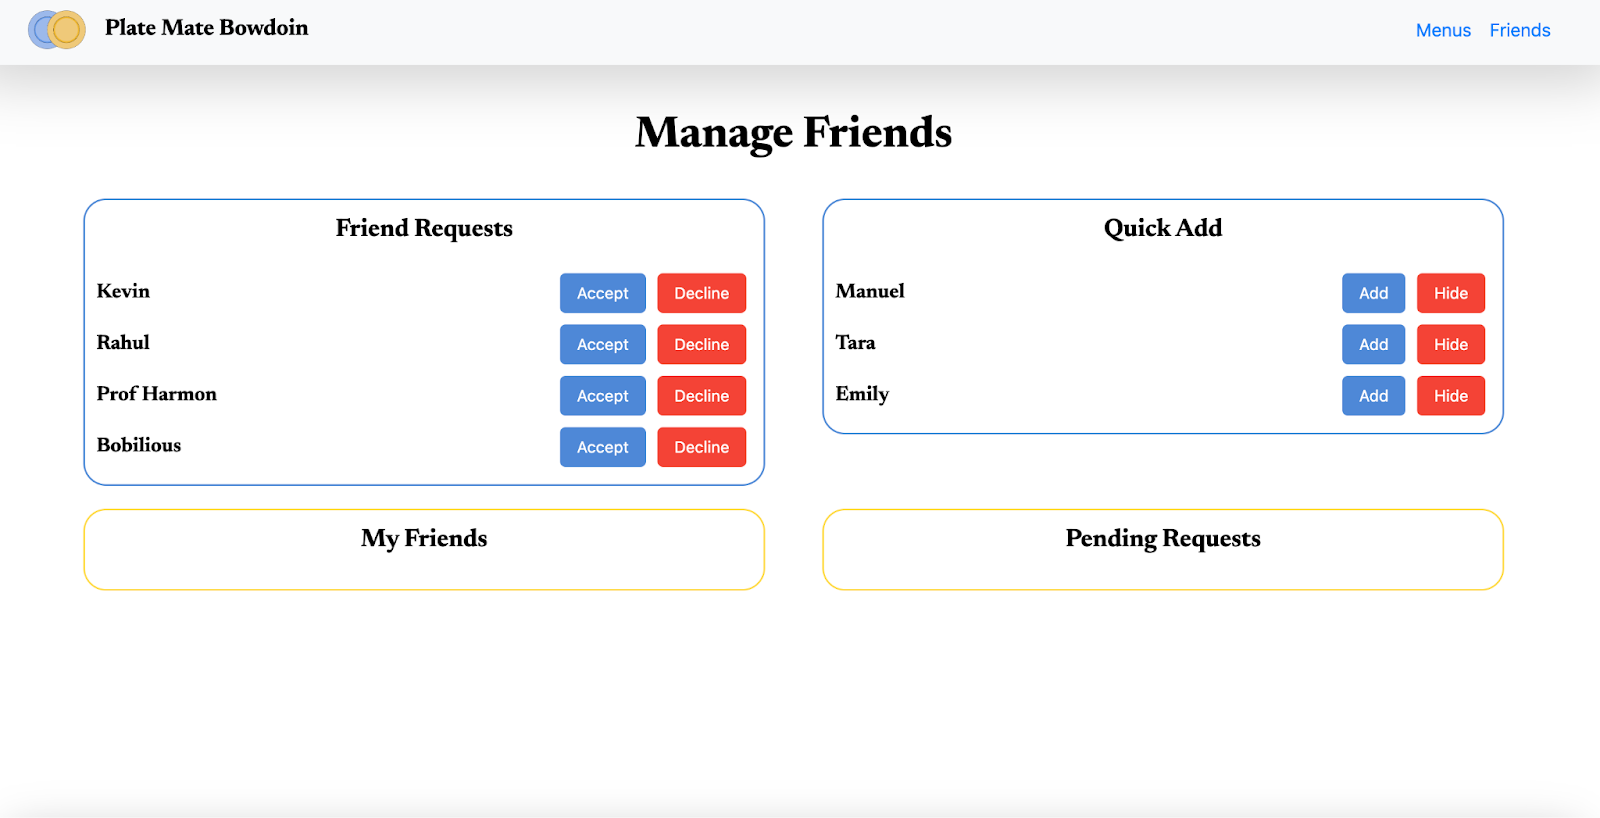 Plate Mate Bowdoin
Menus Friends
Manage Friends
Friend Requests
Kevin Accept Decline
Rahul Accept Decline
Prof Harmon Accept Decline
Bobilious Accept Decline
Quick Add
Manuel Add Hide
Tara Add Hide
Emily Add Hide
My Friends
Pending Requests